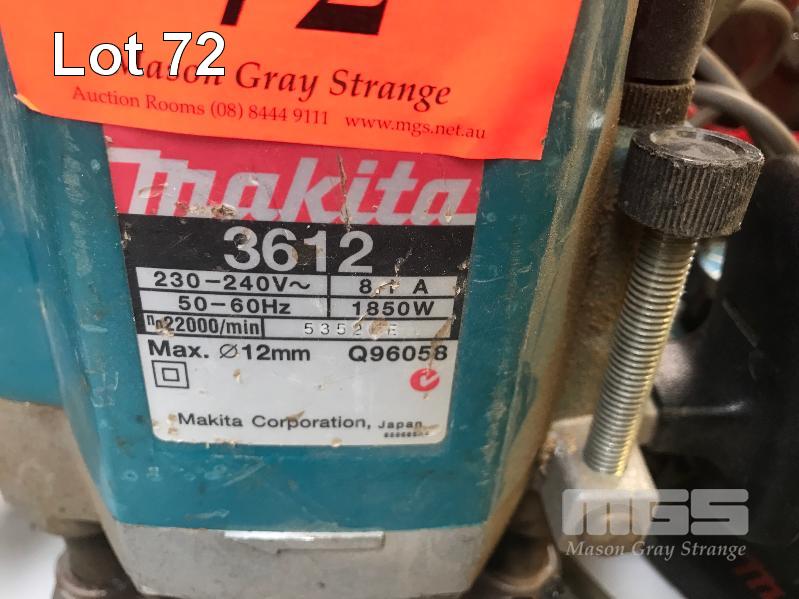 Lot 72
Mason Gray Strange
Auction Rooms (08) 8444 9111 www.mgs.net.au
makita
3612
230-240V~
50-60Hz 1850W
n₀22000/min
Max. ⌀12mm Q96058
Makita Corporation, Japan
MGS
Mason Gray Strange